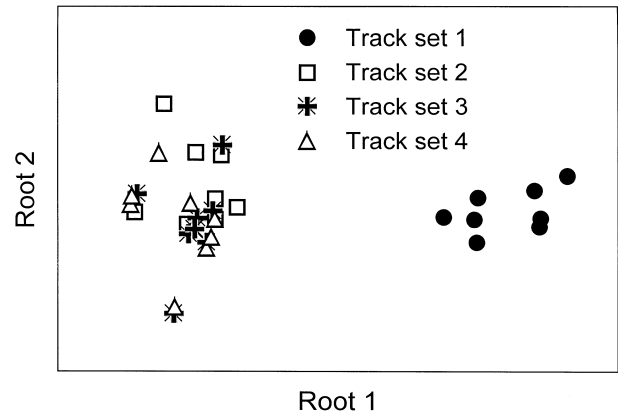 Track set 1
Track set 2
Track set 3
Track set 4
Root 2
Root 1